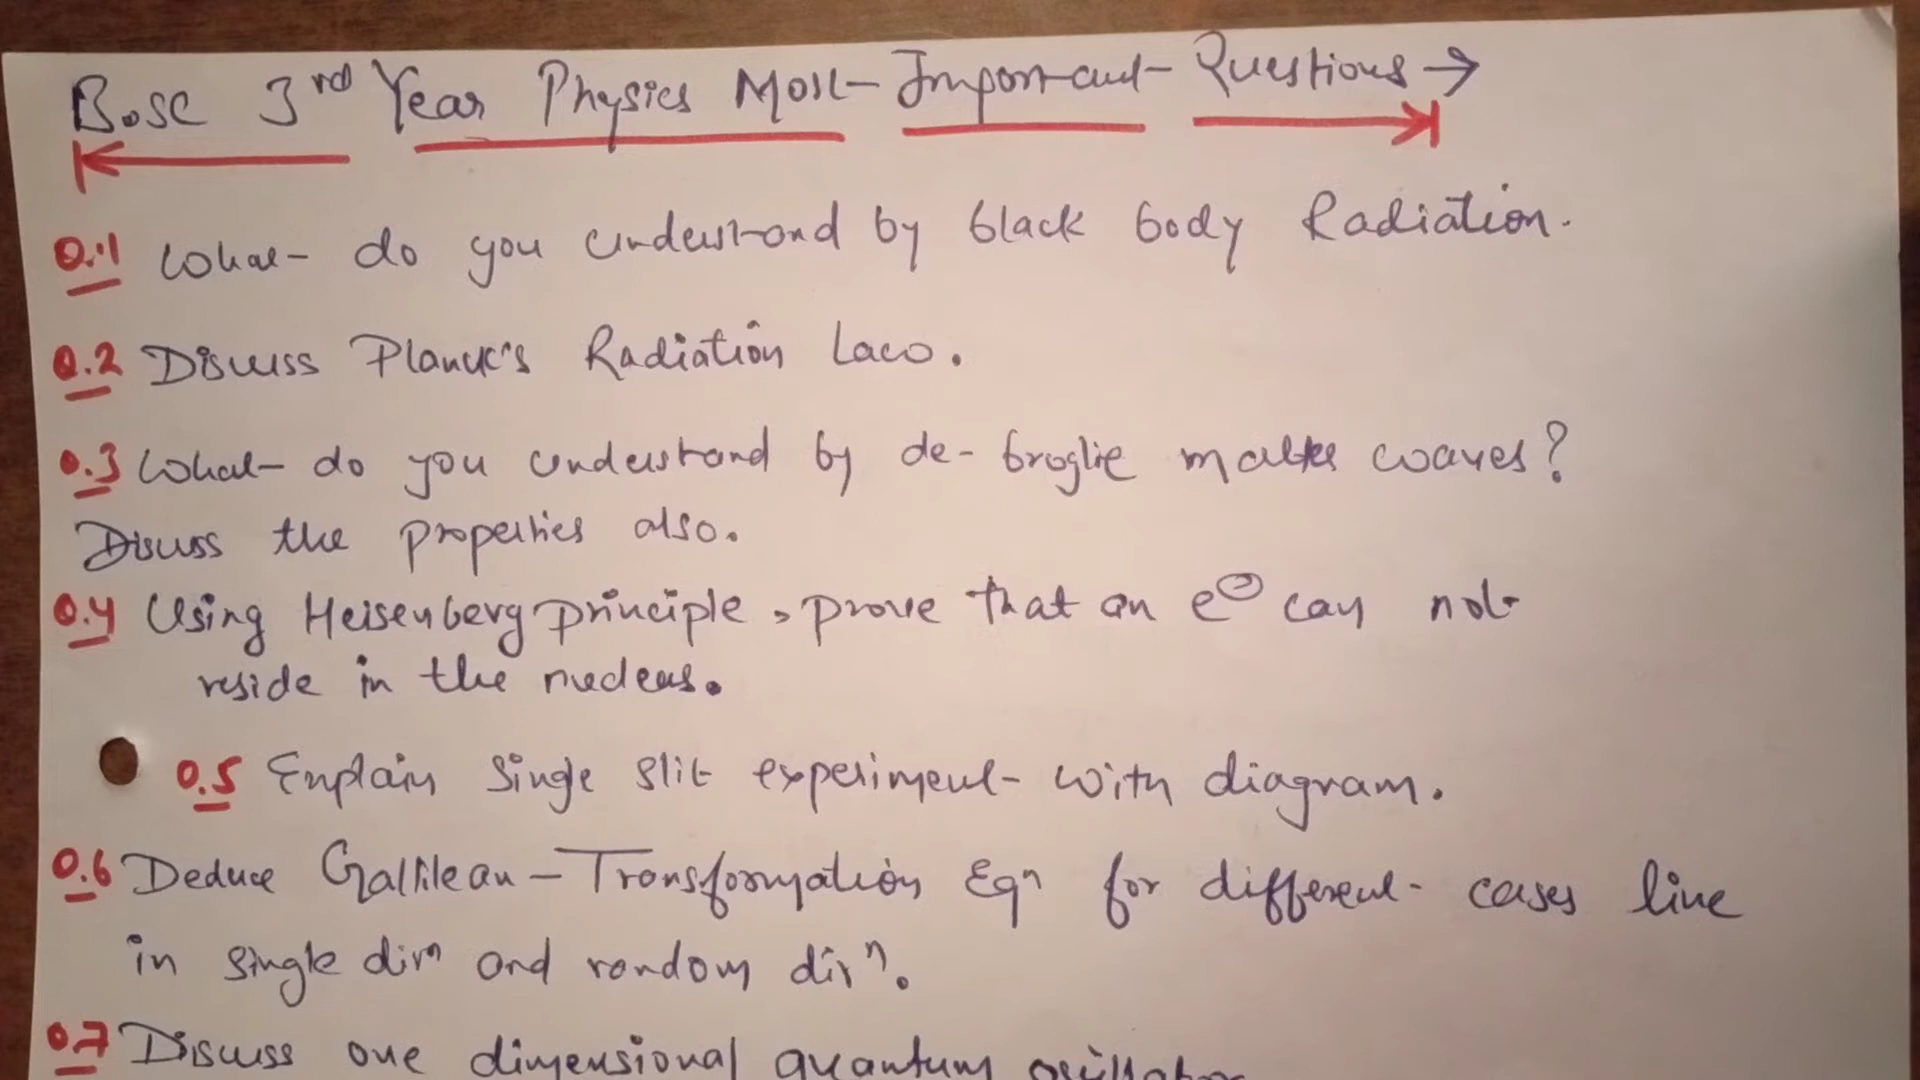 B.sc 3rd Year Physics Most Important Questions →
Q.1 What do you understand by black body Radiation.
Q.2 Discuss Planck's Radiation Law.
Q.3 What do you understand by de-broglie matter waves?
Discuss the properties also.
Q.4 Using Heisenberg principle, prove that an e⊖ can not
reside in the nucleus.
Q.5 Explain Single slit experiment with diagram.
Q.6 Deduce Gallilean-Transformation Eqn for different cases like
in single dirn and random dirn.
Q.7 Discuss one dimensional quantum oscillator